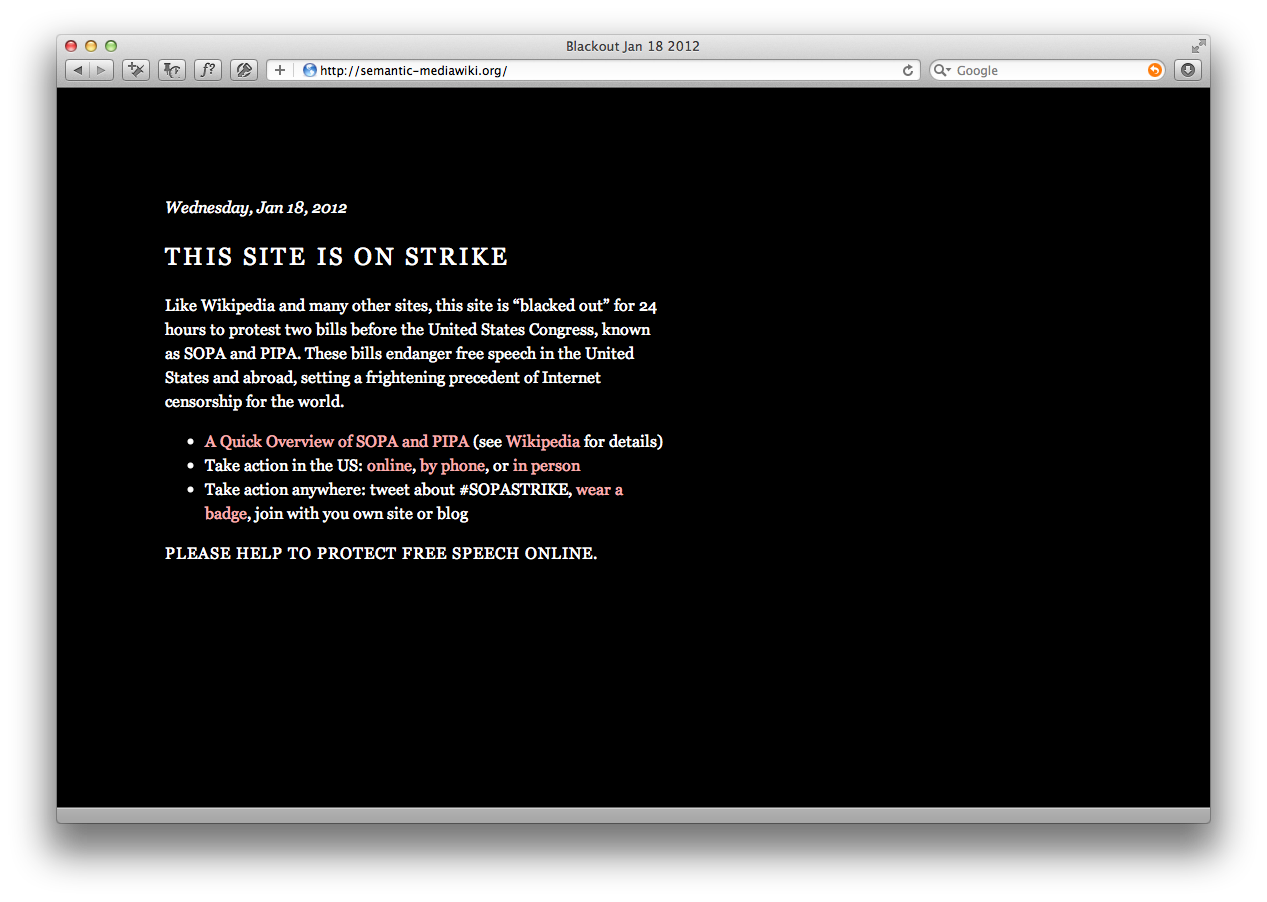 Blackout Jan 18 2012
f?
http://semantic-mediawiki.org/
Google
Wednesday, Jan 18, 2012
THIS SITE IS ON STRIKE
Like Wikipedia and many other sites, this site is “blacked out” for 24
hours to protest two bills before the United States Congress, known
as SOPA and PIPA. These bills endanger free speech in the United
States and abroad, setting a frightening precedent of Internet
censorship for the world.
• A Quick Overview of SOPA and PIPA (see Wikipedia for details)
• Take action in the US: online, by phone, or in person
• Take action anywhere: tweet about #SOPASTRIKE, wear a
badge, join with you own site or blog
PLEASE HELP TO PROTECT FREE SPEECH ONLINE.